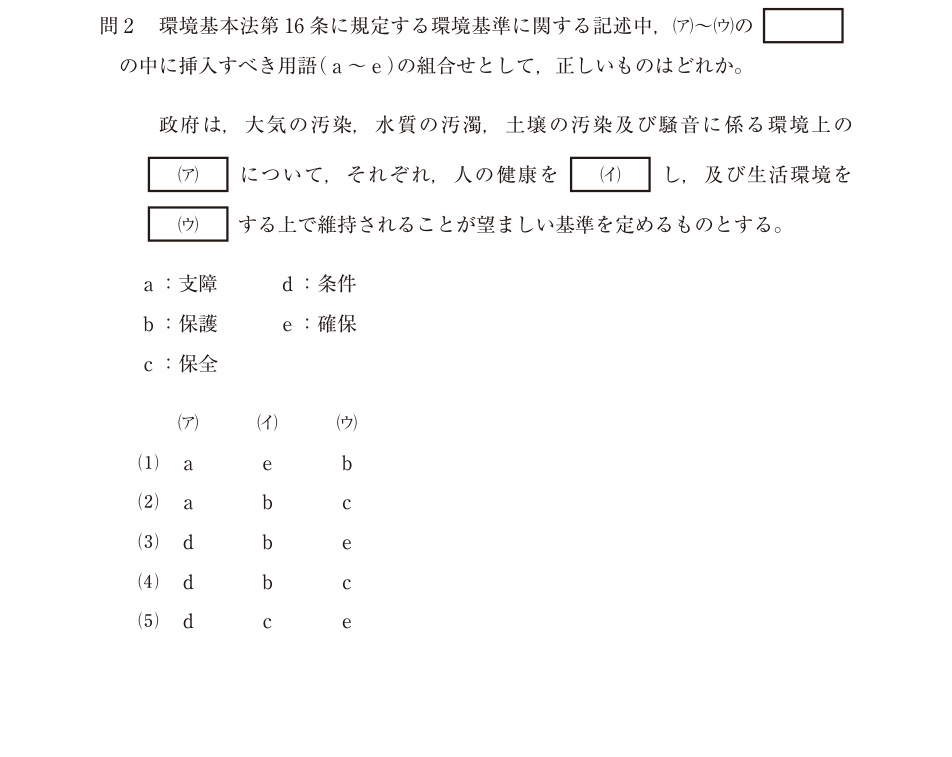 問2　環境基本法第16条に規定する環境基準に関する記述中，㋐～㋒の
の中に挿入すべき用語(a～e)の組合せとして，正しいものはどれか。
政府は，大気の汚染，水質の汚濁，土壌の汚染及び騒音に係る環境上の
(ア) について，それぞれ，人の健康を (イ) し，及び生活環境を
(ウ) する上で維持されることが望ましい基準を定めるものとする。
a：支障　d：条件
b：保護　e：確保
c：保全
(ア) (イ) (ウ)
(1) a e b
(2) a b c
(3) d b e
(4) d b c
(5) d c e